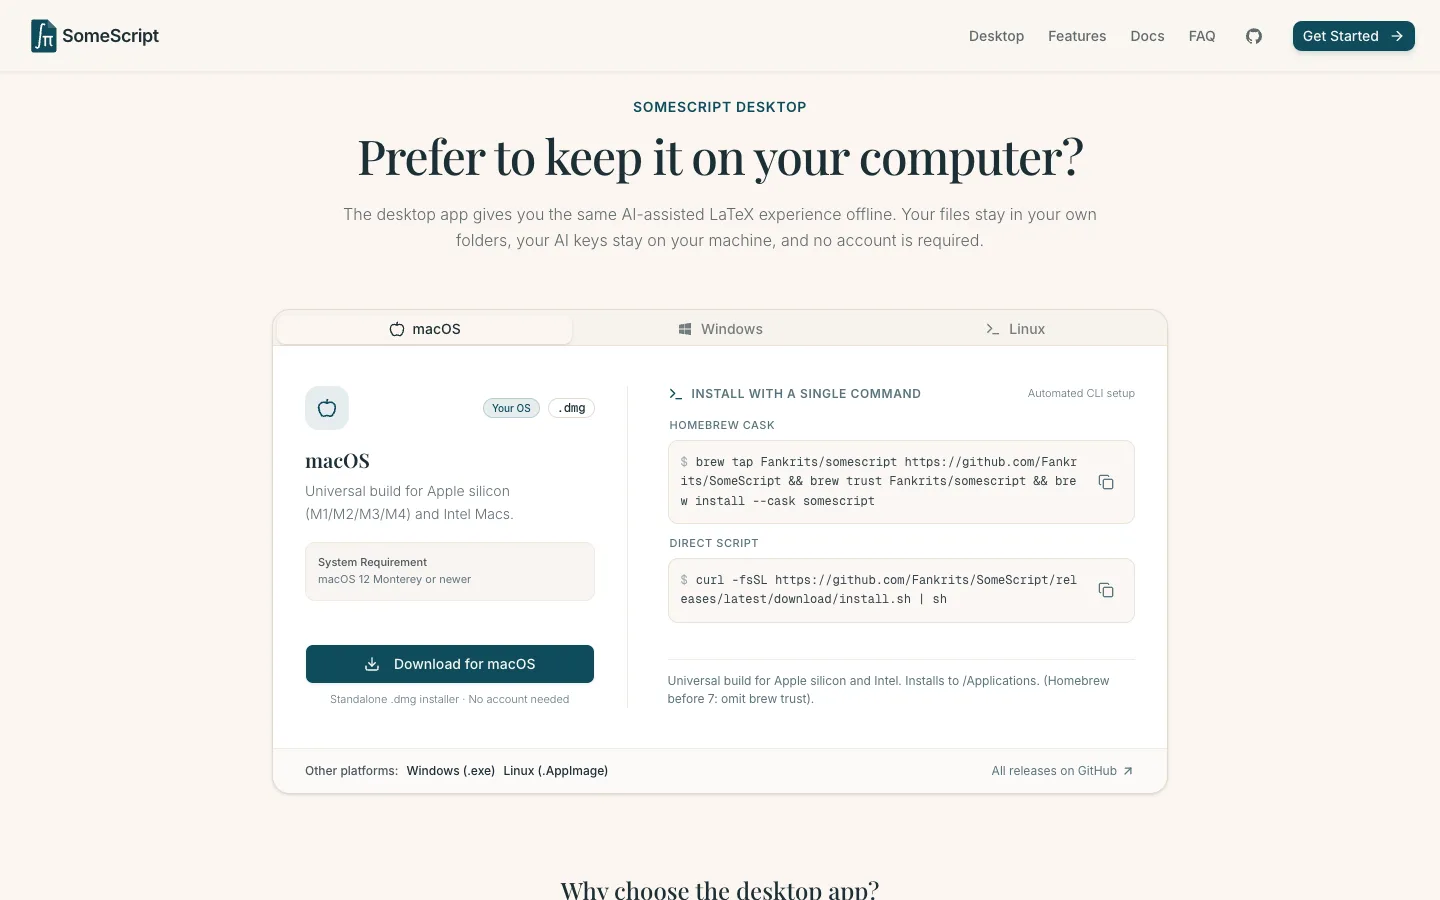 SomeScript
Desktop
Features
Docs
FAQ
Get Started
SOMESCRIPT DESKTOP
Prefer to keep it on your computer?
The desktop app gives you the same AI-assisted LaTeX experience offline. Your files stay in your own
folders, your AI keys stay on your machine, and no account is required.
macOS
Windows
Linux
Your OS
.dmg
macOS
Universal build for Apple silicon
(M1/M2/M3/M4) and Intel Macs.
System Requirement
macOS 12 Monterey or newer
Download for macOS
Standalone .dmg installer · No account needed
INSTALL WITH A SINGLE COMMAND
Automated CLI setup
HOMEBREW CASK
$ brew tap Fankrits/somescript https://github.com/Fankr
its/SomeScript && brew trust Fankrits/somescript && bre
w install --cask somescript
DIRECT SCRIPT
$ curl -fsSL https://github.com/Fankrits/SomeScript/rel
eases/latest/download/install.sh | sh
Universal build for Apple silicon and Intel. Installs to /Applications. (Homebrew
before 7: omit brew trust).
Other platforms: Windows (.exe) Linux (.AppImage)
All releases on GitHub
Why choose the desktop app?